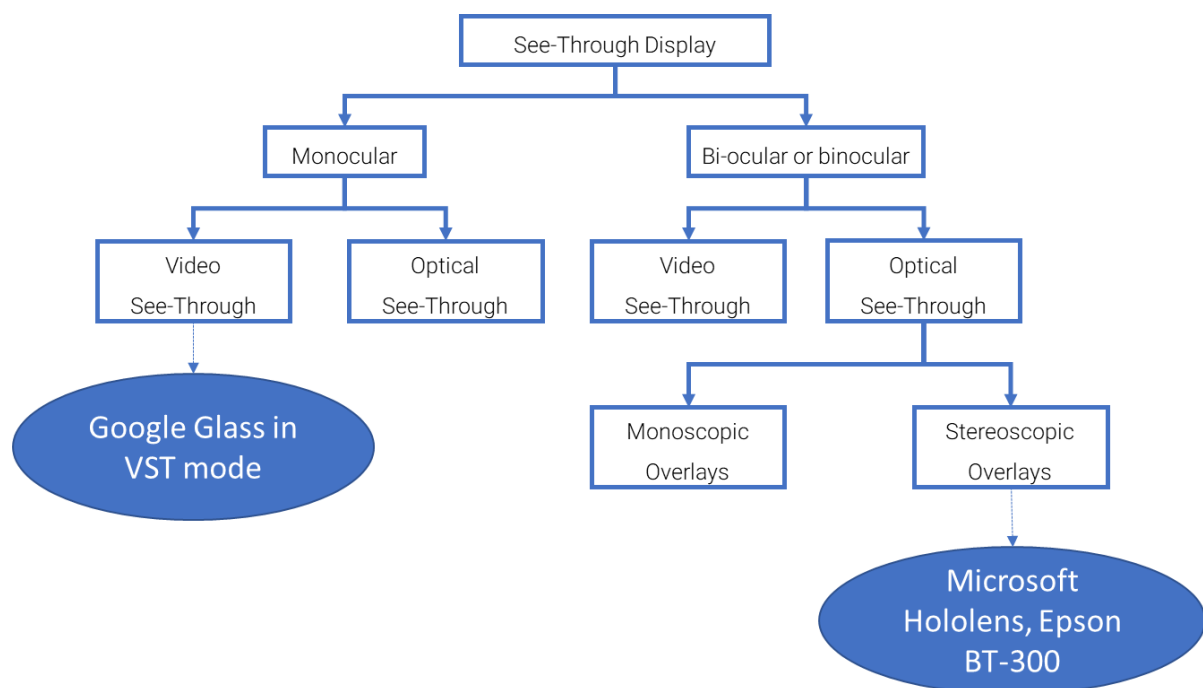 See-Through Display
Monocular
Bi-ocular or binocular
Video
See-Through
Optical
See-Through
Video
See-Through
Optical
See-Through
Google Glass in
VST mode
Monoscopic
Overlays
Stereoscopic
Overlays
Microsoft
Hololens, Epson
BT-300